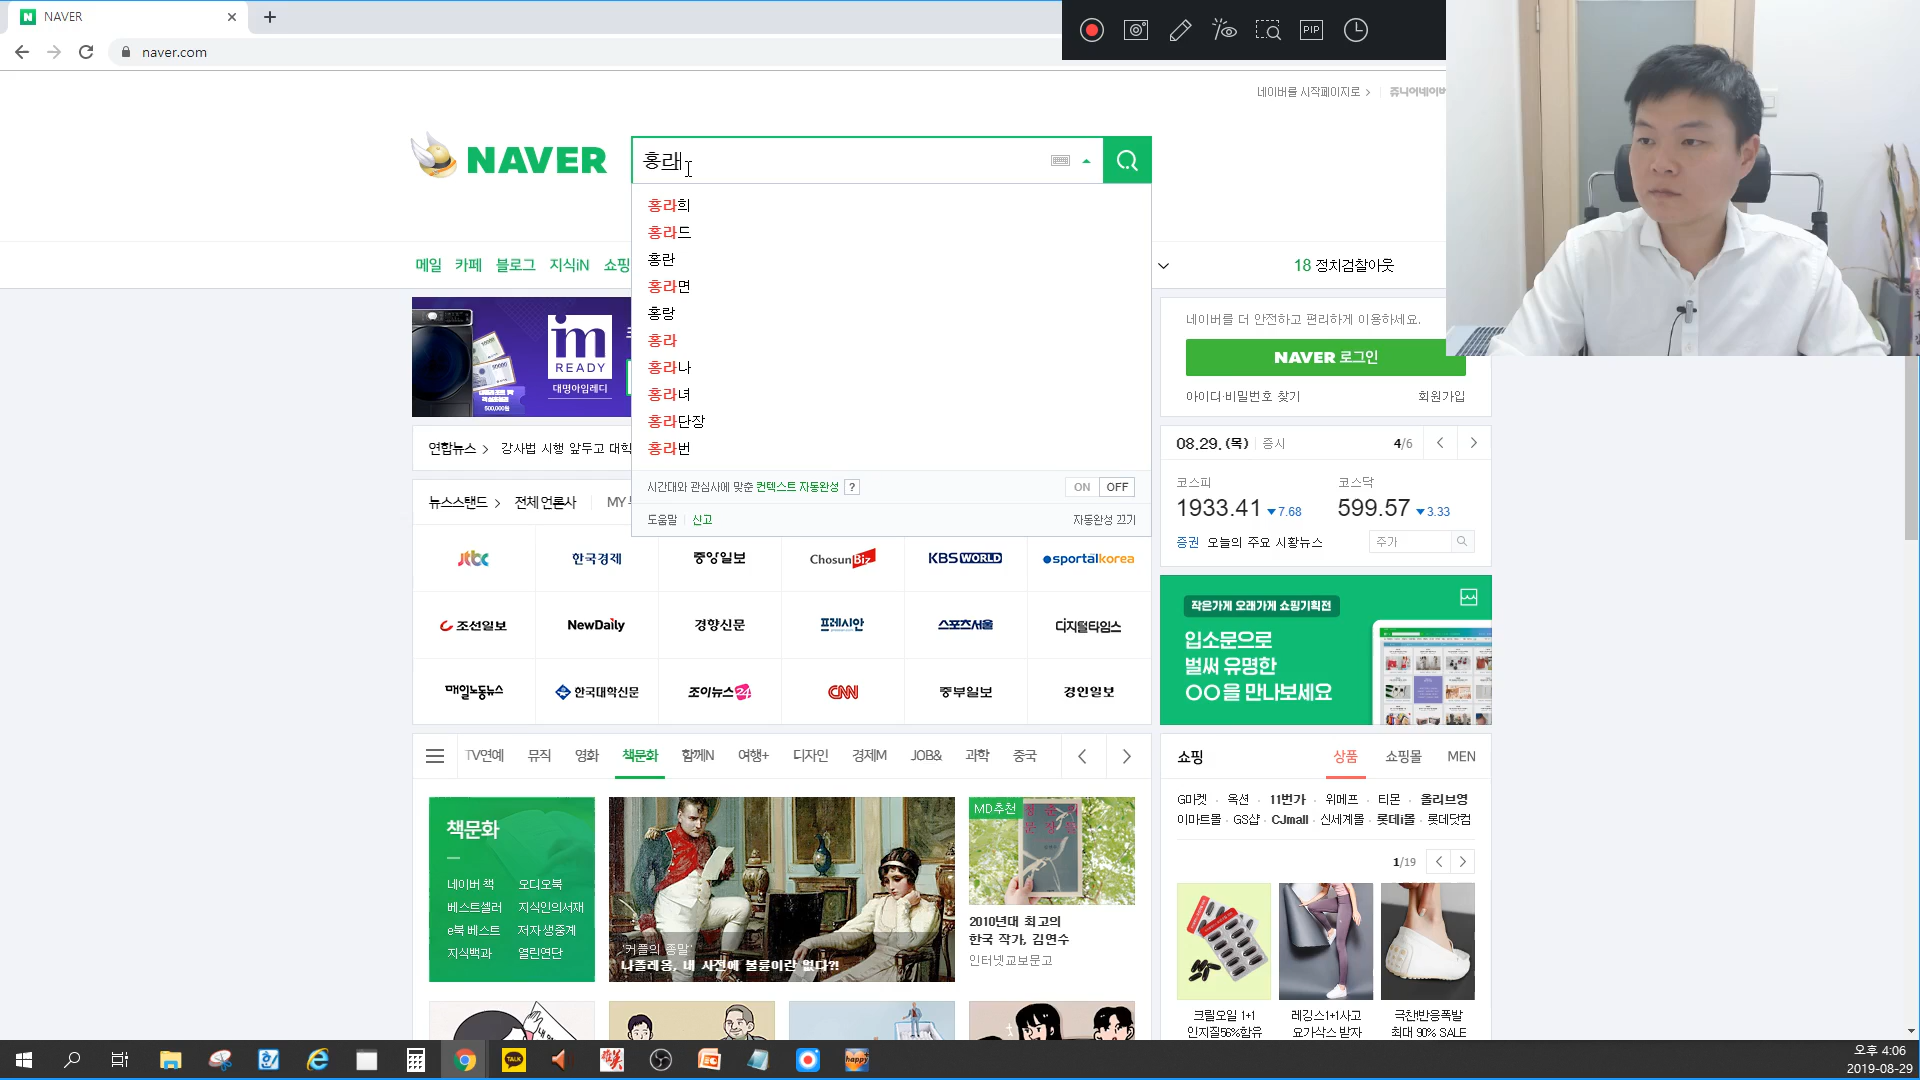 NAVER
naver.com
PIP
네이버를 시작페이지로 >
쥬니어네이버
NAVER
홍래
홍라희
홍라드
홍란
홍라면
홍랑
홍라
홍라나
홍라녀
홍라단장
홍라번
시간대와 관심사에 맞춘 컨텍스트 자동완성 ?
ON OFF
도움말 신고
자동완성 끄기
메일 카페 블로그 지식iN 쇼핑
18 정치검찰아웃
im
READY
대명아임레디
500,000원
네이버를 더 안전하고 편리하게 이용하세요.
NAVER 로그인
아이디·비밀번호 찾기
회원가입
연합뉴스 > 강사법 시행 앞두고 대학
08.29. (목) 증시
4/6
코스피
1933.41 ▼7.68
코스닥
599.57 ▼3.33
증권 오늘의 주요 시황뉴스
주가
뉴스스탠드 > 전체 언론사 MY
jtbc 한국경제 중앙일보 ChosunBiz KBS WORLD sportalkorea
조선일보 NewDaily 경향신문 프레시안 스포츠서울 디지털타임스
매일노동뉴스 한국대학신문 조이뉴스24 CNN 중부일보 경인일보
작은가게 오래가게 쇼핑기획전
입소문으로
벌써 유명한
○○을 만나보세요
TV연예 뮤직 영화 책문화 함께N 여행+ 디자인 경제M JOB& 과학 중국
책문화
네이버 책 오디오북
베스트셀러 지식인의서재
e북 베스트 저자 생중계
지식백과 열린연단
'커플의 종말'
나폴레옹, 내 사전에 불륜이란 없다?!
MD추천
2010년대 최고의
한국 작가, 김연수
인터넷교보문고
쇼핑
상품 쇼핑몰 MEN
G마켓 · 옥션 · 11번가 · 위메프 · 티몬 · 올리브영
이마트몰 · GS샵 · CJmall · 신세계몰 · 롯데i몰 · 롯데닷컴
1/19
크릴오일 1+1
인지질56%함유
레깅스1+1사고
요가삭스 받자
극찬!반응폭발
최대 90% SALE
TALK
happy
오후 4:06
2019-08-29